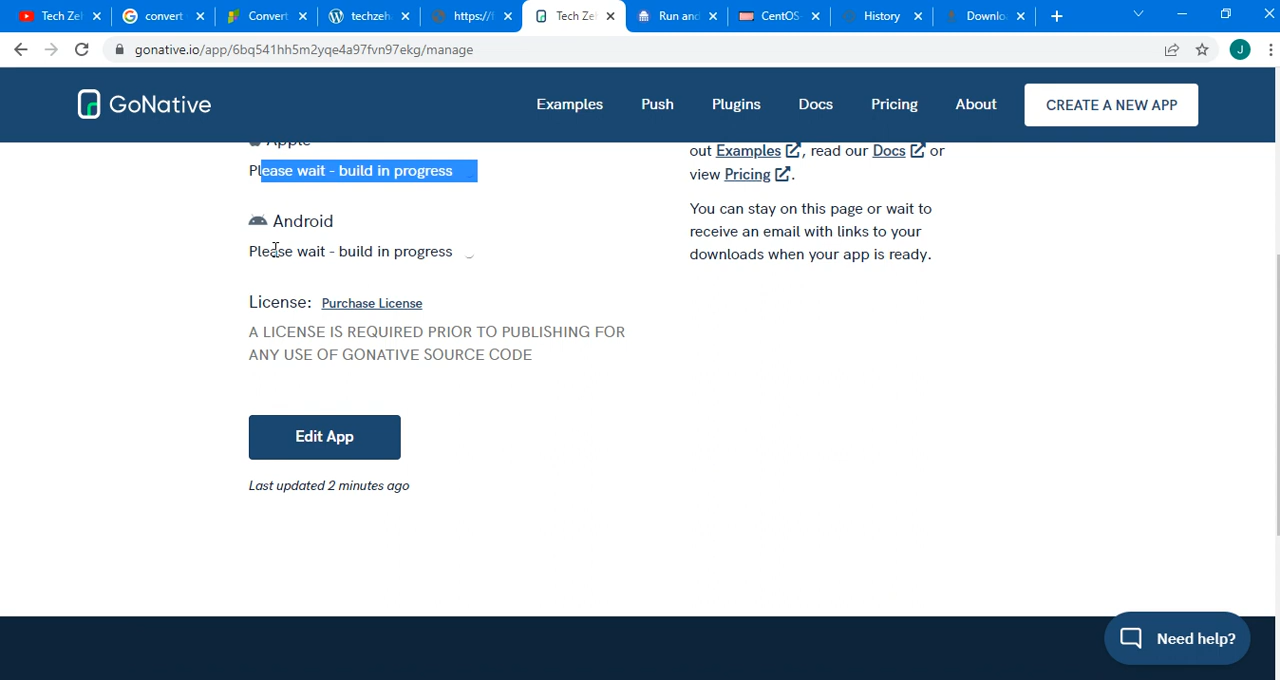 Tech Ze
convert
Convert
techzeh
https://
Tech Ze
Run and
CentOS
History
Downlo
gonative.io/app/6bq541hh5m2yqe4a97fvn97ekg/manage
J
GoNative
Examples
Push
Plugins
Docs
Pricing
About
CREATE A NEW APP
Apple
Please wait - build in progress
Android
Please wait - build in progress
License: Purchase License
A LICENSE IS REQUIRED PRIOR TO PUBLISHING FOR
ANY USE OF GONATIVE SOURCE CODE
Edit App
Last updated 2 minutes ago
out Examples, read our Docs or
view Pricing.
You can stay on this page or wait to
receive an email with links to your
downloads when your app is ready.
Need help?